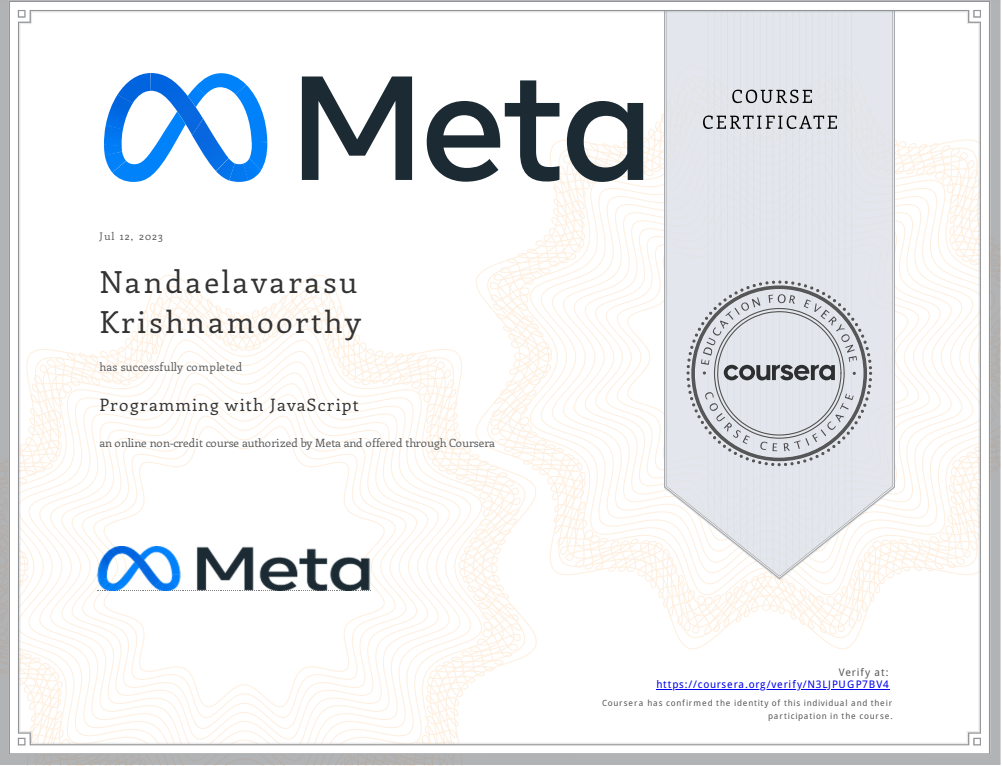 Meta
COURSE
CERTIFICATE
Jul 12, 2023
Nandaelavarasu
Krishnamoorthy
has successfully completed
Programming with JavaScript
an online non-credit course authorized by Meta and offered through Coursera
EDUCATION FOR EVERYONE
coursera
COURSE CERTIFICATE
Meta
Verify at:
https://coursera.org/verify/N3LJPUGP7BV4
Coursera has confirmed the identity of this individual and their
participation in the course.